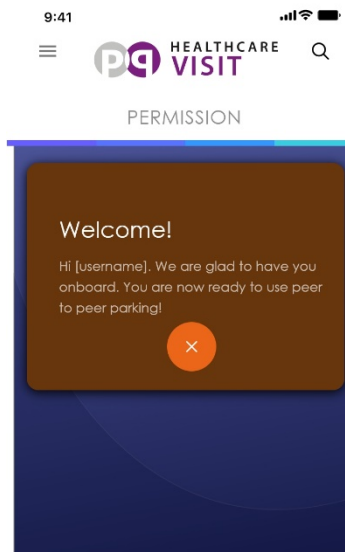 9:41
pq HEALTHCARE
VISIT
PERMISSION
Welcome!
Hi [username]. We are glad to have you
onboard. You are now ready to use peer
to peer parking!